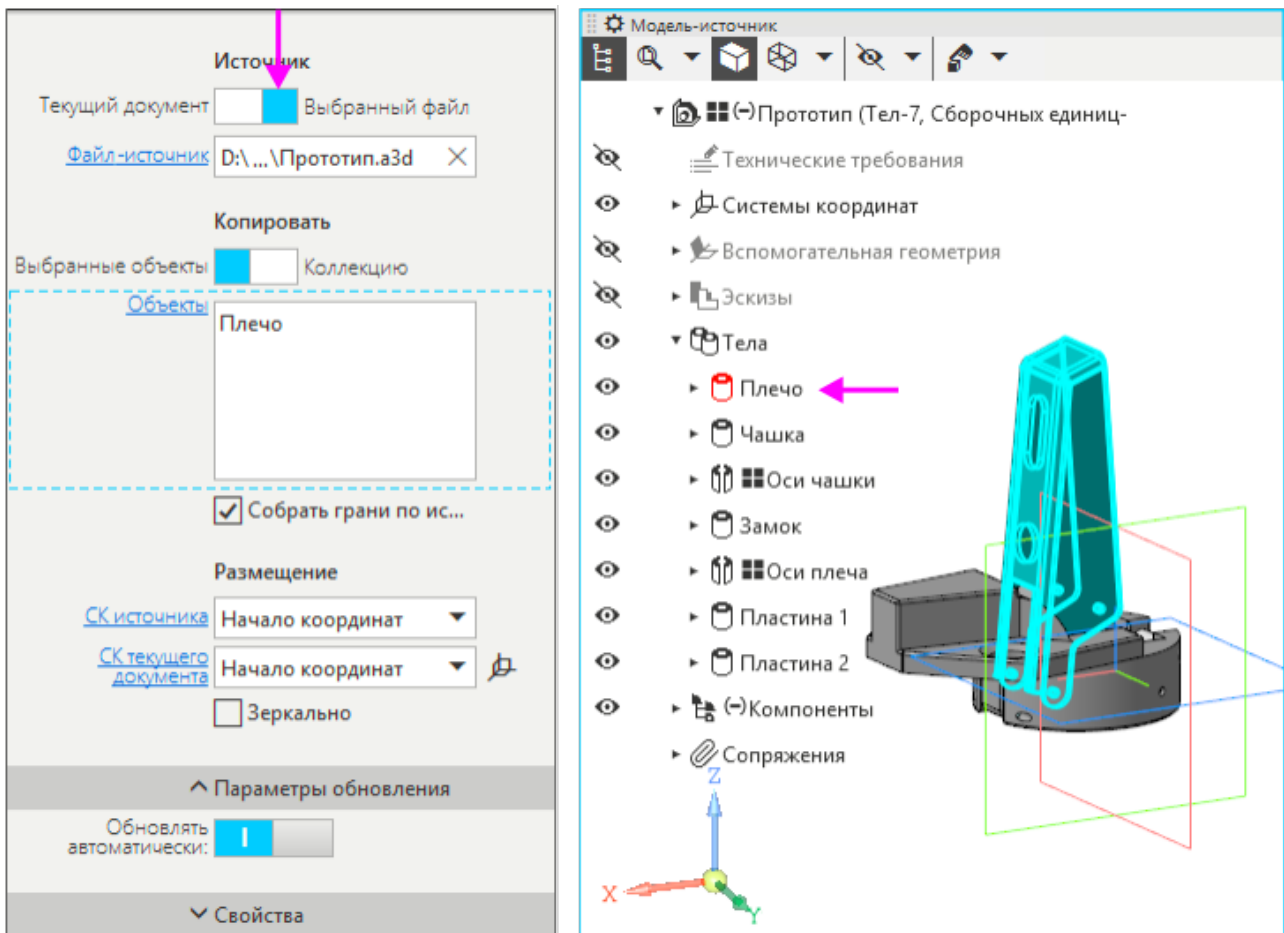 Источник
Текущий документ Выбранный файл
Файл-источник D:\ ... \Прототип.a3d
Копировать
Выбранные объекты Коллекцию
Объекты
Плечо
Собрать грани по ис...
Размещение
СК источника Начало координат
СК текущего
документа Начало координат
Зеркально
Параметры обновления
Обновлять
автоматически:
Свойства
Модель-источник
(-)Прототип (Тел-7, Сборочных единиц-
Технические требования
Системы координат
Вспомогательная геометрия
Эскизы
Тела
Плечо
Чашка
Оси чашки
Замок
Оси плеча
Пластина 1
Пластина 2
(-)Компоненты
Сопряжения
Z
X
Y